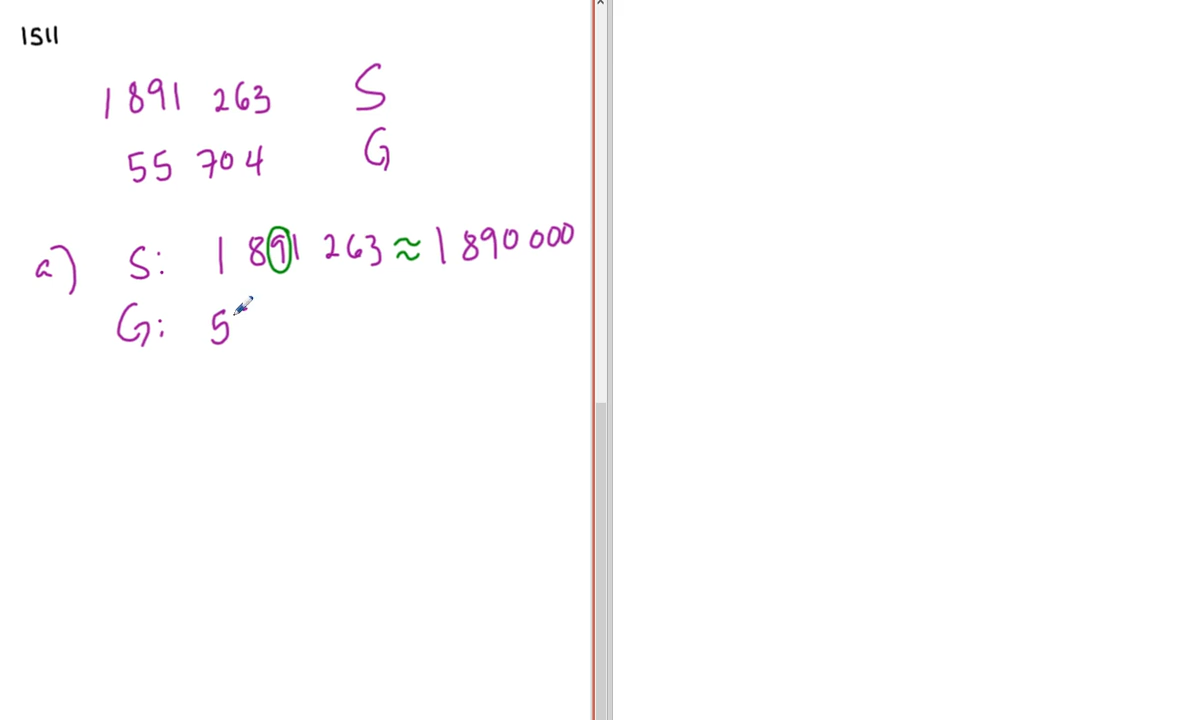 1511
1 891 263 S
55 704 G
a) S: 1 891 263 ≈ 1 890 000
G: 5